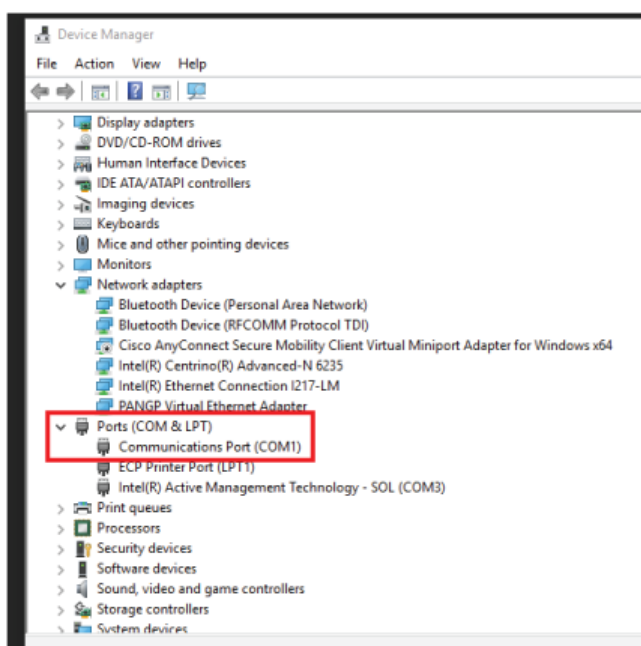 Device Manager
File Action View Help
Display adapters
DVD/CD-ROM drives
Human Interface Devices
IDE ATA/ATAPI controllers
Imaging devices
Keyboards
Mice and other pointing devices
Monitors
Network adapters
Bluetooth Device (Personal Area Network)
Bluetooth Device (RFCOMM Protocol TDI)
Cisco AnyConnect Secure Mobility Client Virtual Miniport Adapter for Windows x64
Intel(R) Centrino(R) Advanced-N 6235
Intel(R) Ethernet Connection I217-LM
PANGP Virtual Ethernet Adapter
Ports (COM & LPT)
Communications Port (COM1)
ECP Printer Port (LPT1)
Intel(R) Active Management Technology - SOL (COM3)
Print queues
Processors
Security devices
Software devices
Sound, video and game controllers
Storage controllers
System devices